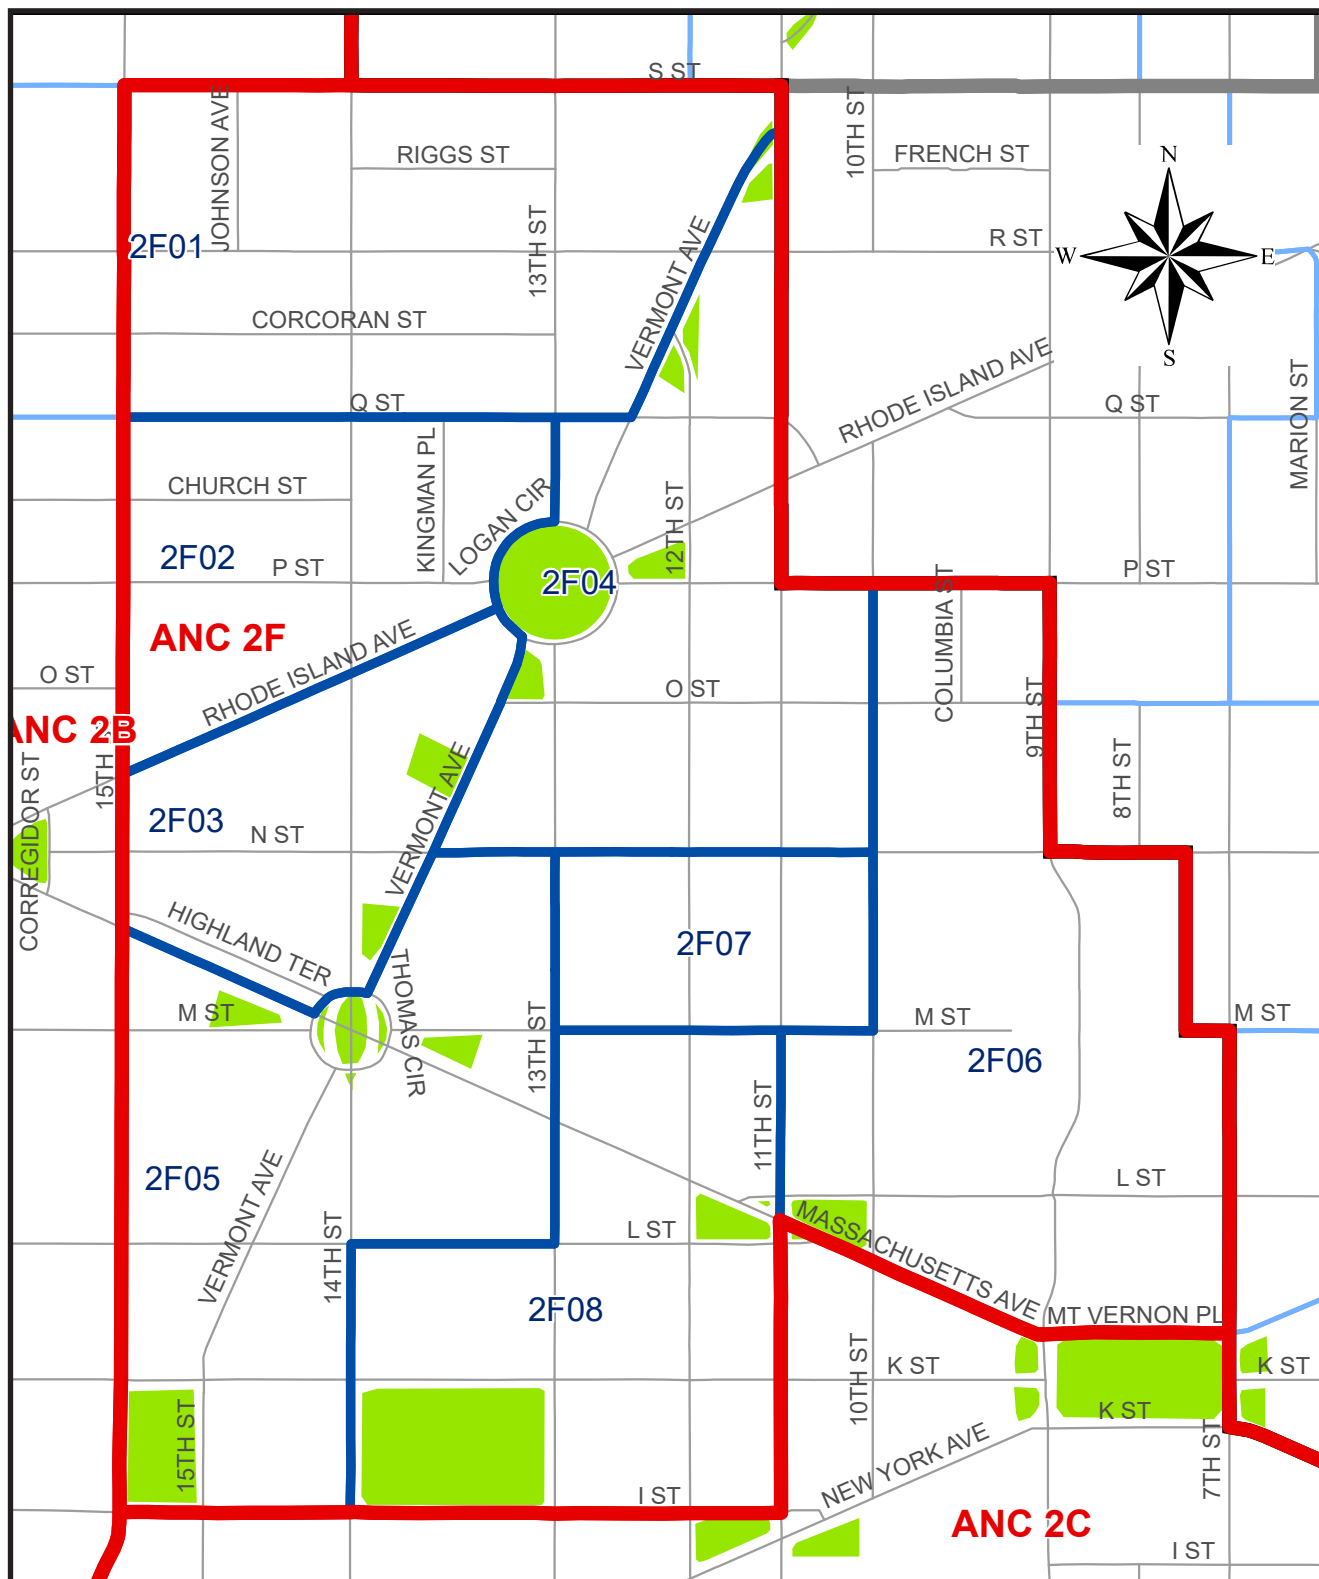 S ST
JOHNSON AVE
RIGGS ST
10TH ST
FRENCH ST
N
2F01
13TH ST
VERMONT AVE
R ST
W
E
CORCORAN ST
S
RHODE ISLAND AVE
Q ST
Q ST
MARION ST
KINGMAN PL
CHURCH ST
LOGAN CIR
12TH ST
2F02
P ST
2F04
COLUMBIA ST
P ST
ANC 2F
RHODE ISLAND AVE
O ST
O ST
9TH ST
ANC 2B
15TH S
CORREGIDOR ST
VERMONT AVE
8TH ST
2F03
N ST
HIGHLAND TER
2F07
THOMAS CIR
M ST
13TH ST
M ST
M ST
2F06
11TH ST
2F05
VERMONT AVE
L ST
14TH ST
L ST
MASSACHUSETTS AVE
2F08
MT VERNON PL
10TH ST
K ST
K ST
15TH ST
K ST
7TH ST
NEW YORK AVE
I ST
ANC 2C
I ST